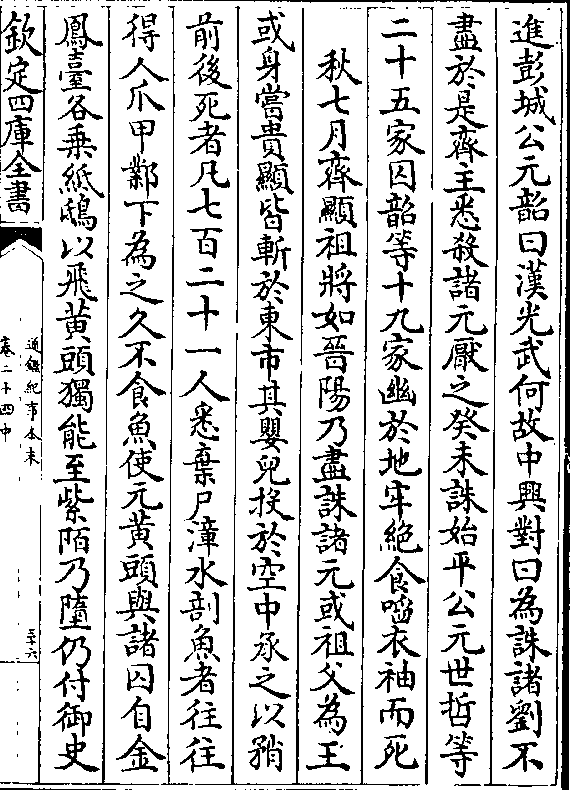 進彭城公元韶曰漢光武何故中興對曰為誅諸劉不
盡於是齊王悉殺諸元厭之癸未誅始平公元世哲等
二十五家囚韶等十九家幽於地牢絶食㗖衣袖而死
秋七月齊顯祖將如晉陽乃盡誅諸元或祖父為王
或身嘗貴顯皆斬於東市其嬰兒投於空中承之以矟
前後死者凡七百二十一人悉棄尸漳水剖魚者往往
得人爪甲鄴下為之久不食魚使元黄頭與諸囚自金
鳳臺各乗紙鴟以飛黄頭獨能至紫陌乃墮仍付御史
欽定四庫全書
通鑑紀事本末
卷二十四中
三十六